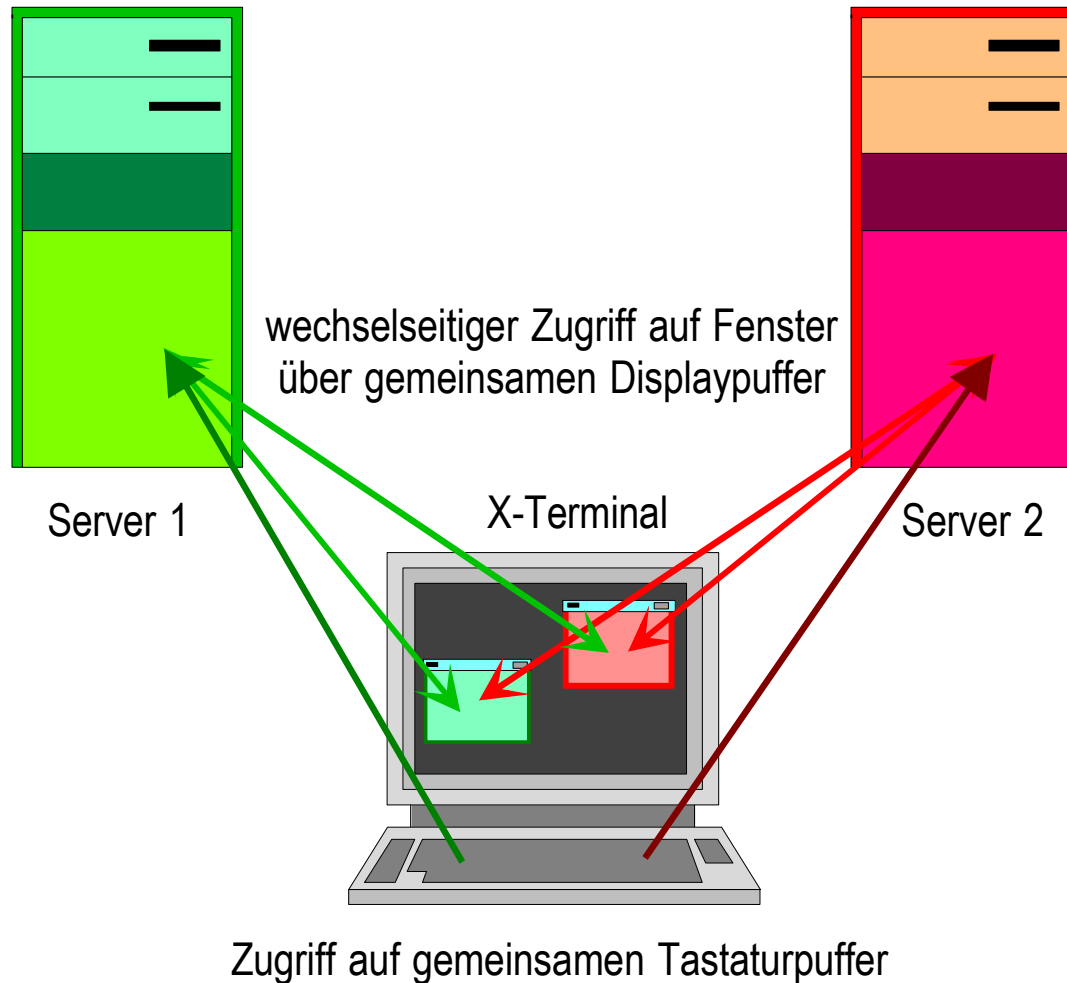 wechselseitiger Zugriff auf Fenster
über gemeinsamen Displaypuffer
Server 1
X-Terminal
Server 2
Zugriff auf gemeinsamen Tastaturpuffer